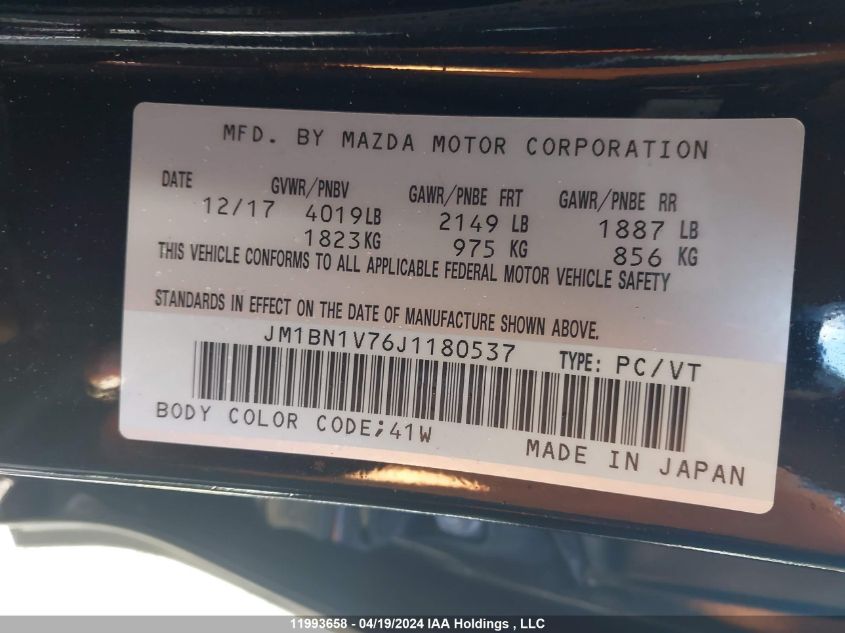 MFD. BY MAZDA MOTOR CORPORATION
DATE GVWR/PNBV GAWR/PNBE FRT GAWR/PNBE RR
12/17 4019LB 2149 LB 1887 LB
1823KG 975 KG 856 KG
THIS VEHICLE CONFORMS TO ALL APPLICABLE FEDERAL MOTOR VEHICLE SAFETY
STANDARDS IN EFFECT ON THE DATE OF MANUFACTURE SHOWN ABOVE.
JM1BN1V76J1180537 TYPE: PC/VT
BODY COLOR CODE;41W
MADE IN JAPAN
11993658 - 04/19/2024 IAA Holdings , LLC